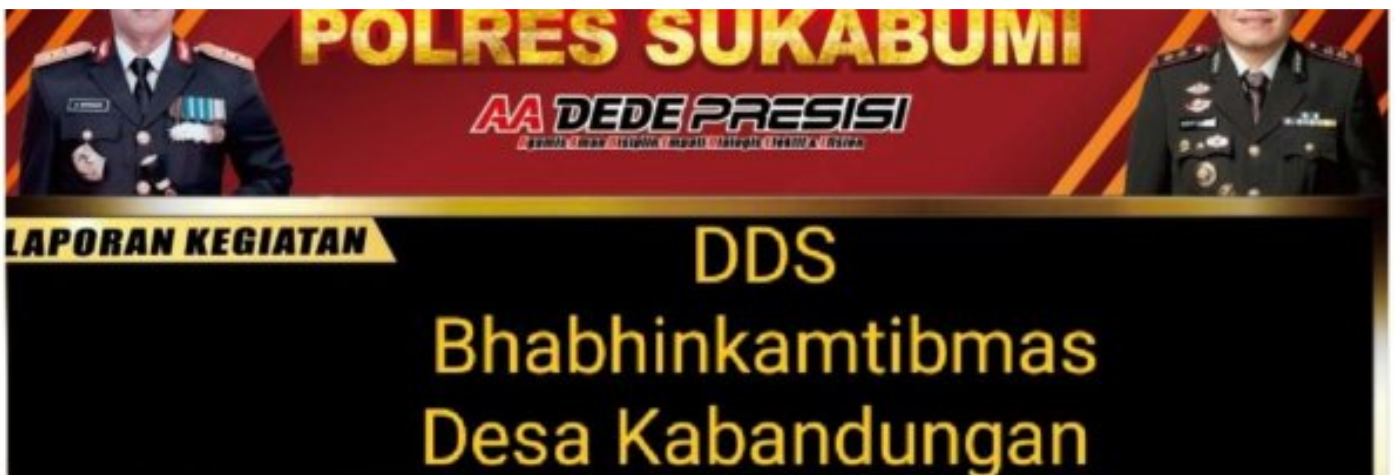 POLRES SUKABUMI
AA DEDE PRESISI
LAPORAN KEGIATAN
DDS
Bhabhinkamtibmas
Desa Kabandungan